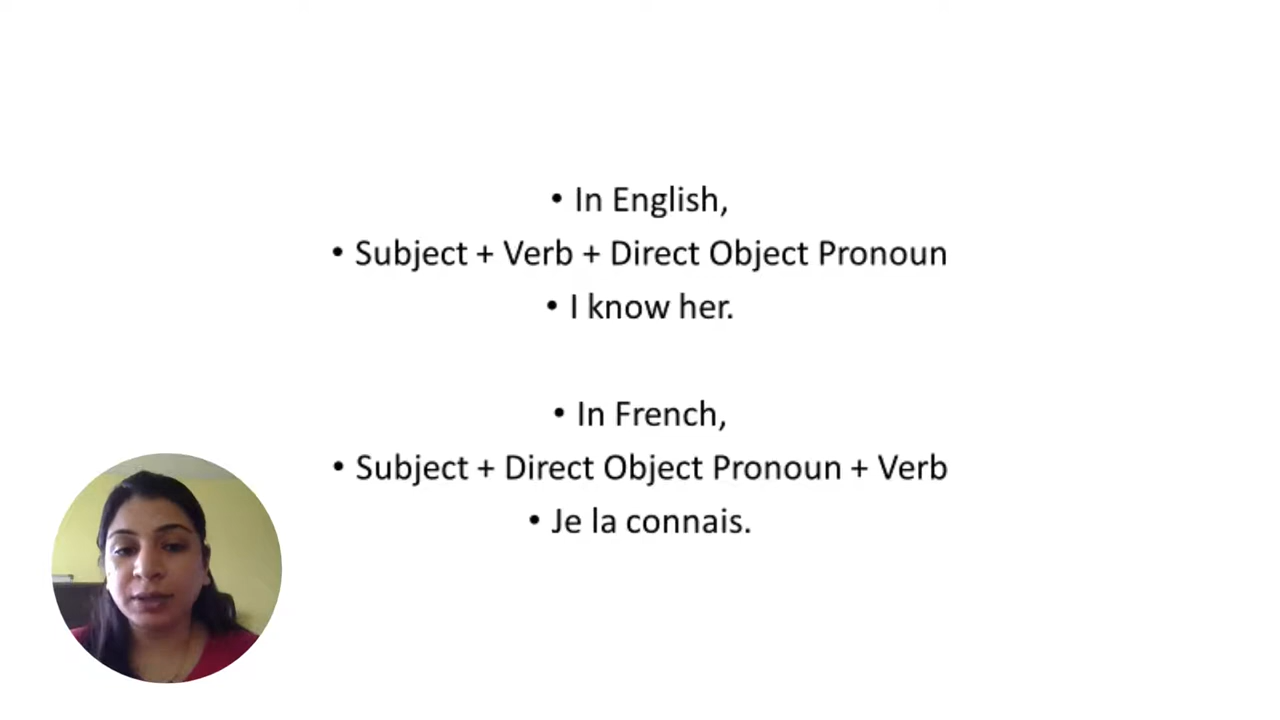 • In English,
• Subject + Verb + Direct Object Pronoun
• I know her.
• In French,
• Subject + Direct Object Pronoun + Verb
• Je la connais.